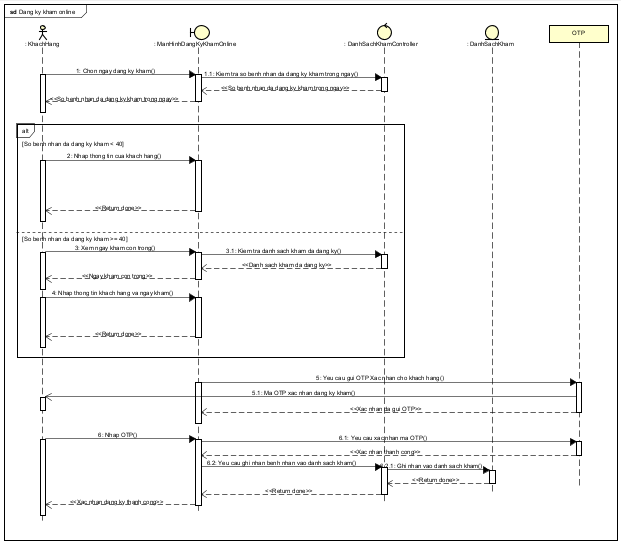 sd Dang ky kham online
: KhachHang
: ManHinhDangKyKhamOnline
: DanhSachKhamController
: DanhSachKham
OTP
1: Chon ngay dang ky kham()
1.1: Kiem tra so benh nhan da dang ky kham trong ngay()
<<So benh nhan da dang ky kham trong ngay>>
<<So benh nhan da dang ky kham trong ngay>>
alt
[So benh nhan da dang ky kham < 40]
2: Nhap thong tin cua khach hang()
<<Return done>>
[So benh nhan da dang ky kham >= 40]
3: Xem ngay kham con trong()
3.1: Kiem tra danh sach kham da dang ky()
<<Danh sach kham da dang ky>>
<<Ngay kham con trong>>
4: Nhap thong tin khach hang va ngay kham()
<<Return done>>
5: Yeu cau gui OTP Xac nhan cho khach hang()
5.1: Ma OTP xac nhan dang ky kham()
<<Xac nhan da gui OTP>>
6: Nhap OTP()
6.1: Yeu cau xac nhan ma OTP()
<<Xac nhan thanh cong>>
6.2: Yeu cau ghi nhan benh nhan vao danh sach kham()
6.2.1: Ghi nhan vao danh sach kham()
<<Return done>>
<<Return done>>
<<Xac nhan dang ky thanh cong>>